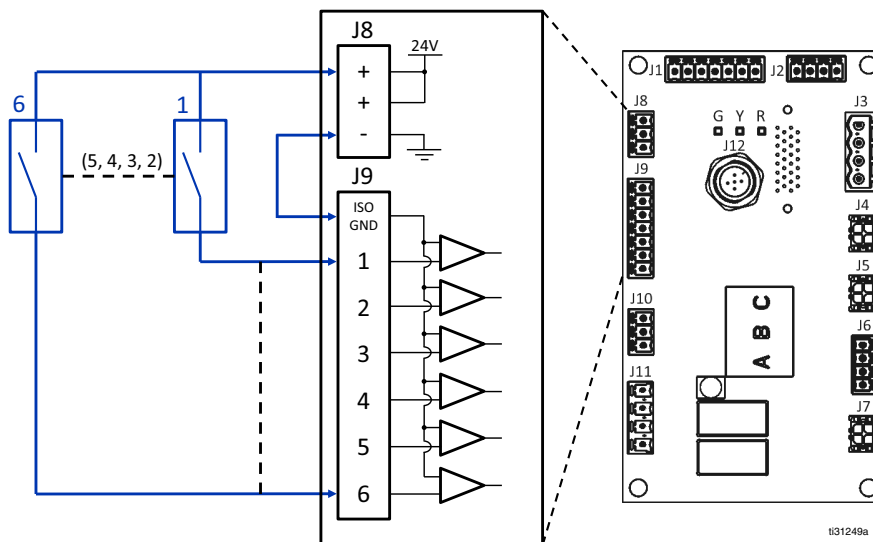 J8
24V
+
+
-
6
1
(5, 4, 3, 2)
J9
ISO
GND
1
2
3
4
5
6
J1
J2
J8
G Y R
J3
J12
J9
J4
J5
J10
A B C
J6
J11
J7
ti31249a